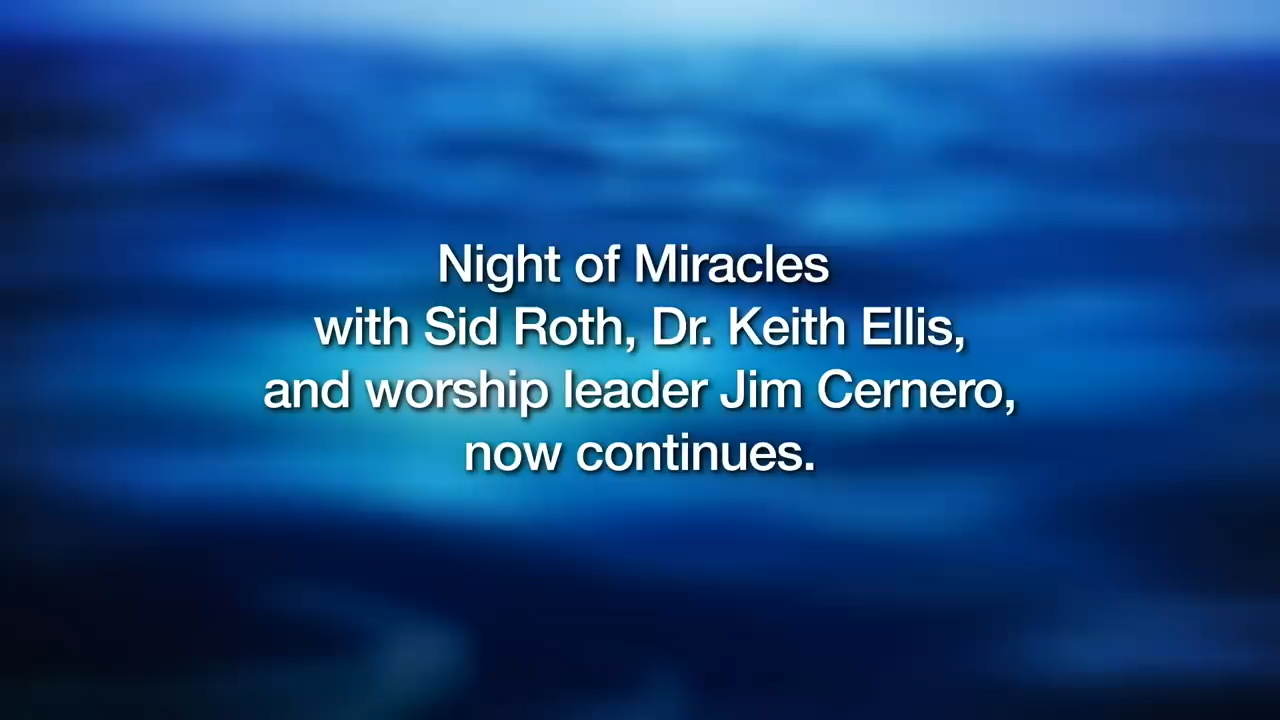 Night of Miracles
with Sid Roth, Dr. Keith Ellis,
and worship leader Jim Cernero,
now continues.